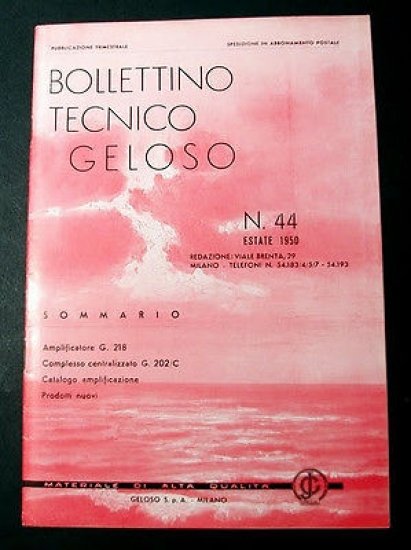 PUBBLICAZIONE TRIMESTRALE SPEDIZIONE IN ABBONAMENTO POSTALE
BOLLETTINO
TECNICO
GELOSO
N. 44
ESTATE 1950
REDAZIONE: VIALE BRENTA, 29
MILANO - TELEFONI N. 54.183/4/5/7 - 54.193
SOMMARIO
Amplificatore G. 218
Complesso centralizzato G. 202/C
Catalogo amplificazione
Prodotti nuovi
MATERIALE DI ALTA QUALITÀ
GELOSO S.p.A. - MILANO